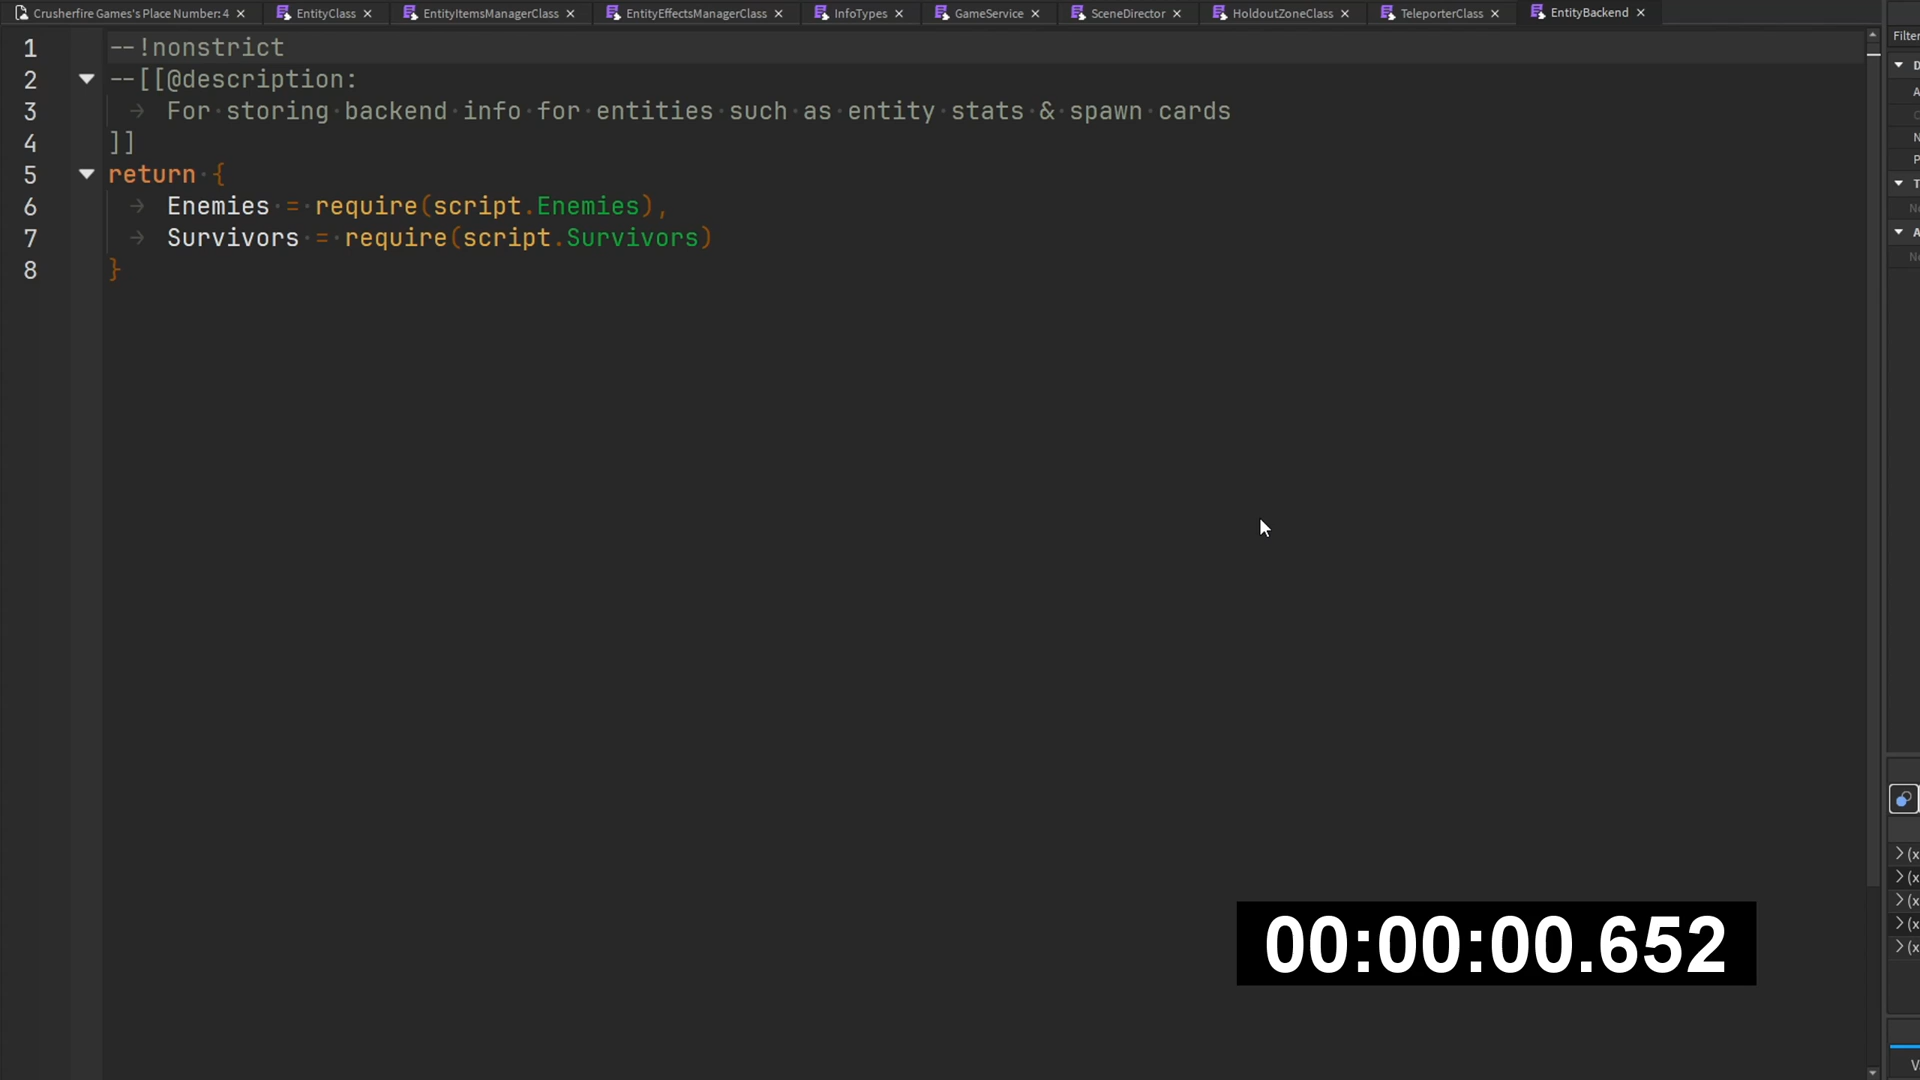 Crusherfire Games's Place Number: 4 EntityClass EntityItemsManagerClass EntityEffectsManagerClass InfoTypes GameService SceneDirector HoldoutZoneClass TeleporterClass EntityBackend
1 --!nonstrict
2 --[[@description:
3 For storing backend info for entities such as entity stats & spawn cards
4 ]]
5 return {
6 Enemies = require(script.Enemies),
7 Survivors = require(script.Survivors)
8 }
Filter
(x
(x
(x
(x
(x
00:00:00.652